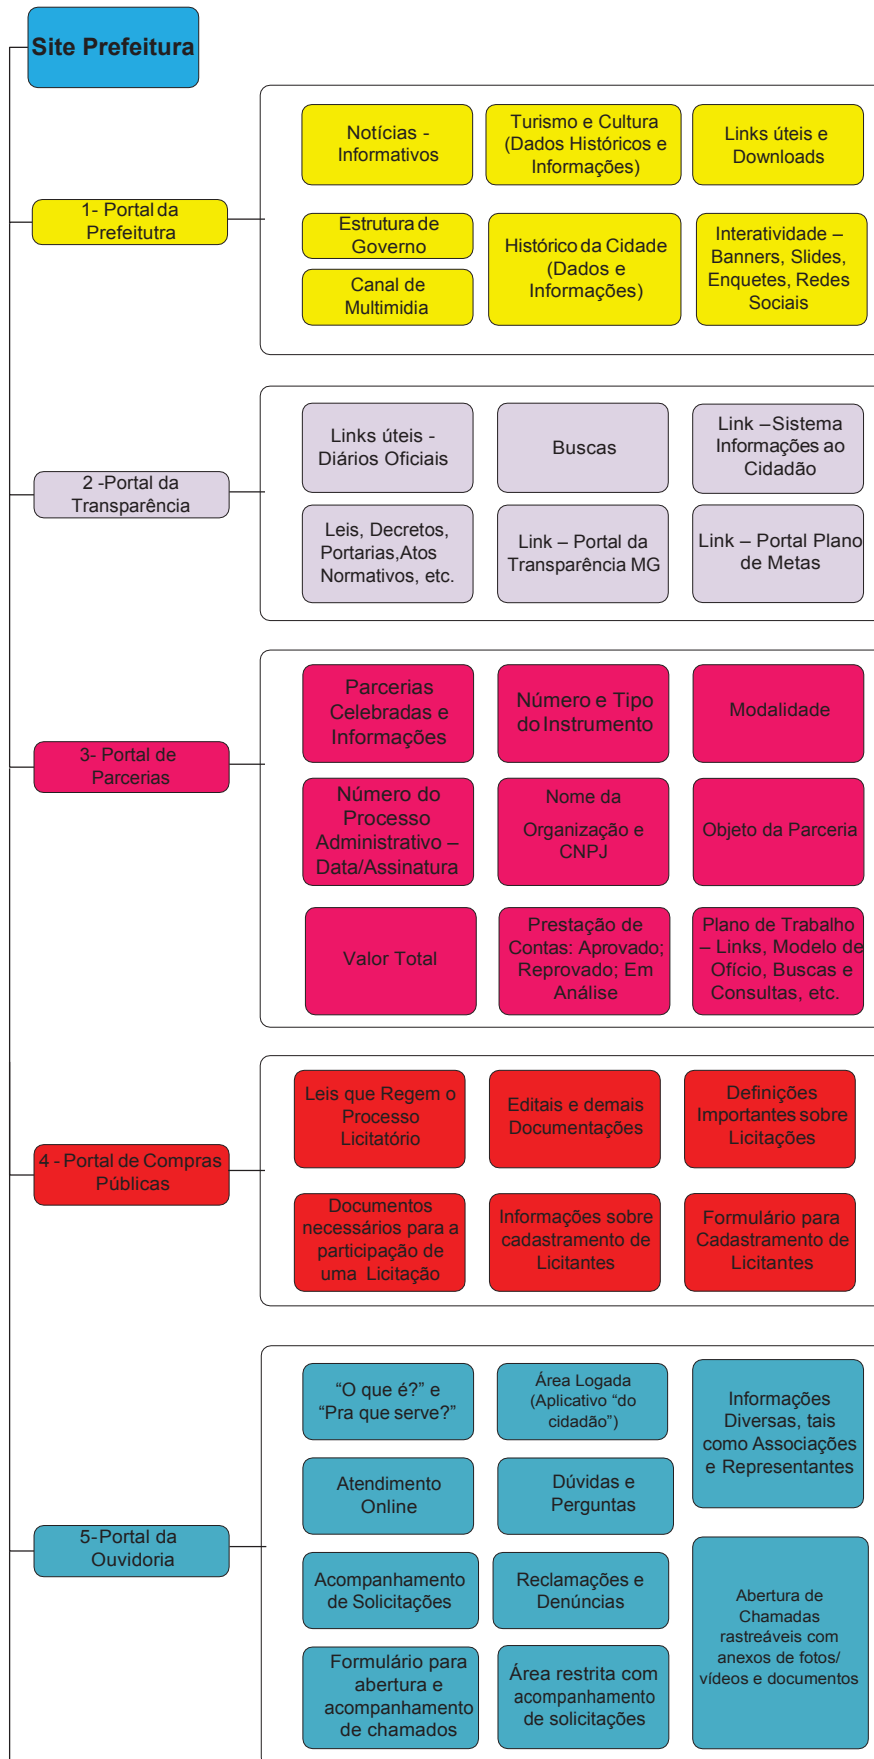 Site Prefeitura
1- Portal da
Prefeitutra
Notícias -
Informativos
Turismo e Cultura
(Dados Históricos e
Informações)
Links úteis e
Downloads
Estrutura de
Governo
Canal de
Multimidia
Histórico da Cidade
(Dados e
Informações)
Interatividade –
Banners, Slides,
Enquetes, Redes
Sociais
2 -Portal da
Transparência
Links úteis -
Diários Oficiais
Buscas
Link –Sistema
Informações ao
Cidadão
Leis, Decretos,
Portarias,Atos
Normativos, etc.
Link – Portal da
Transparência MG
Link – Portal Plano
de Metas
3- Portal de
Parcerias
Parcerias
Celebradas e
Informações
Número e Tipo
do Instrumento
Modalidade
Número do
Processo
Administrativo –
Data/Assinatura
Nome da
Organização e
CNPJ
Objeto da Parceria
Valor Total
Prestação de
Contas: Aprovado;
Reprovado; Em
Análise
Plano de Trabalho
– Links, Modelo de
Ofício, Buscas e
Consultas, etc.
4 - Portal de Compras
Públicas
Leis que Regem o
Processo
Licitatório
Editais e demais
Documentações
Definições
Importantes sobre
Licitações
Documentos
necessários para a
participação de
uma Licitação
Informações sobre
cadastramento de
Licitantes
Formulário para
Cadastramento de
Licitantes
5-Portal da
Ouvidoria
“O que é?” e
“Pra que serve?”
Área Logada
(Aplicativo “do
cidadão”)
Informações
Diversas, tais
como Associações
e Representantes
Atendimento
Online
Dúvidas e
Perguntas
Acompanhamento
de Solicitações
Reclamações e
Denúncias
Abertura de
Chamadas
rastreáveis com
anexos de fotos/
vídeos e documentos
Formulário para
abertura e
acompanhamento
de chamados
Área restrita com
acompanhamento
de solicitações